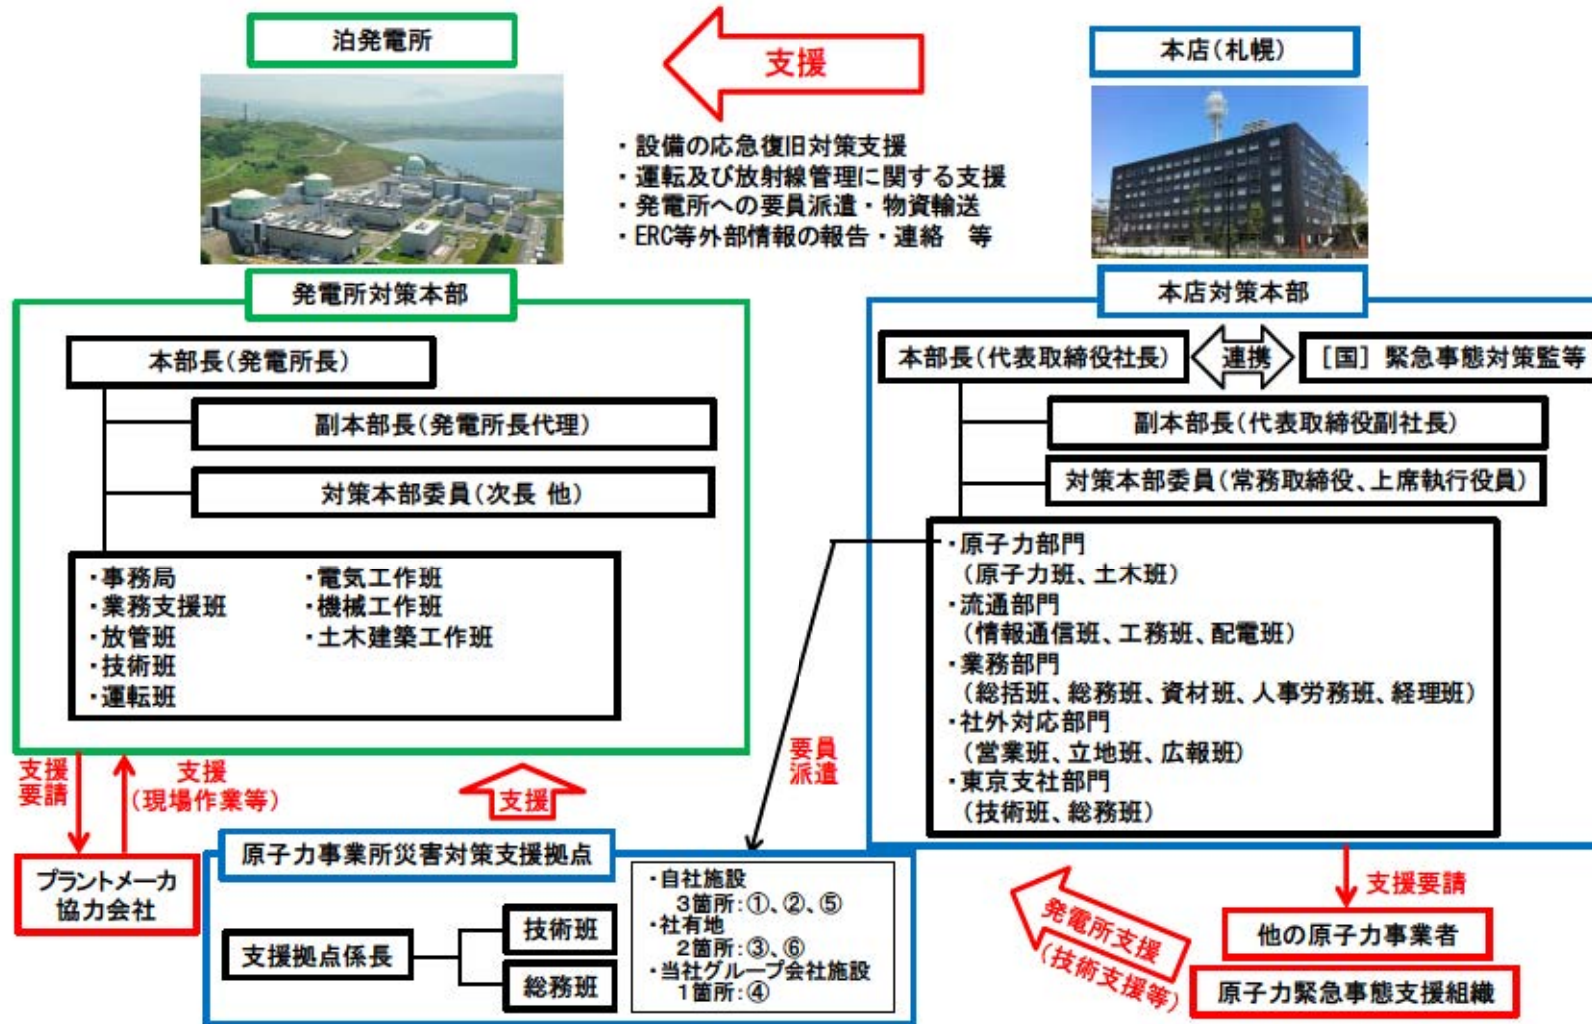 泊発電所
支援
本店(札幌)
・設備の応急復旧対策支援
・運転及び放射線管理に関する支援
・発電所への要員派遣・物資輸送
・ERC等外部情報の報告・連絡 等
発電所対策本部
本部長(発電所長)
副本部長(発電所長代理)
対策本部委員(次長 他)
・事務局
・業務支援班
・放管班
・技術班
・運転班
・電気工作班
・機械工作班
・土木建築工作班
本店対策本部
本部長(代表取締役社長)
連携
[国] 緊急事態対策監等
副本部長(代表取締役副社長)
対策本部委員(常務取締役、上席執行役員)
・原子力部門
(原子力班、土木班)
・流通部門
(情報通信班、工務班、配電班)
・業務部門
(総括班、総務班、資材班、人事労務班、経理班)
・社外対応部門
(営業班、立地班、広報班)
・東京支社部門
(技術班、総務班)
支援
要請
支援
(現場作業等)
支援
要員
派遣
プラントメーカ
協力会社
原子力事業所災害対策支援拠点
支援拠点係長
技術班
総務班
・自社施設
3箇所:①、②、⑤
・社有地
2箇所:③、⑥
・当社グループ会社施設
1箇所:④
発電所支援
(技術支援等)
支援要請
他の原子力事業者
原子力緊急事態支援組織